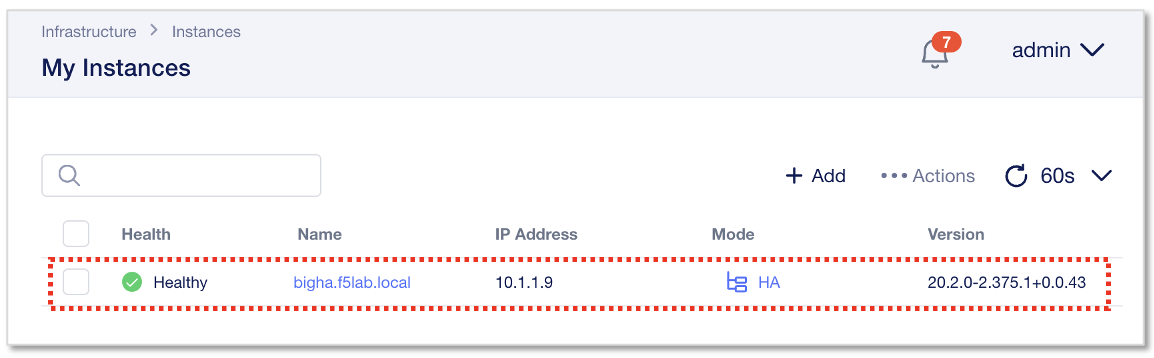 Infrastructure > Instances
My Instances
7
admin
+ Add
••• Actions
60s
Health Name IP Address Mode Version
Healthy bigha.f5lab.local 10.1.1.9 HA 20.2.0-2.375.1+0.0.43